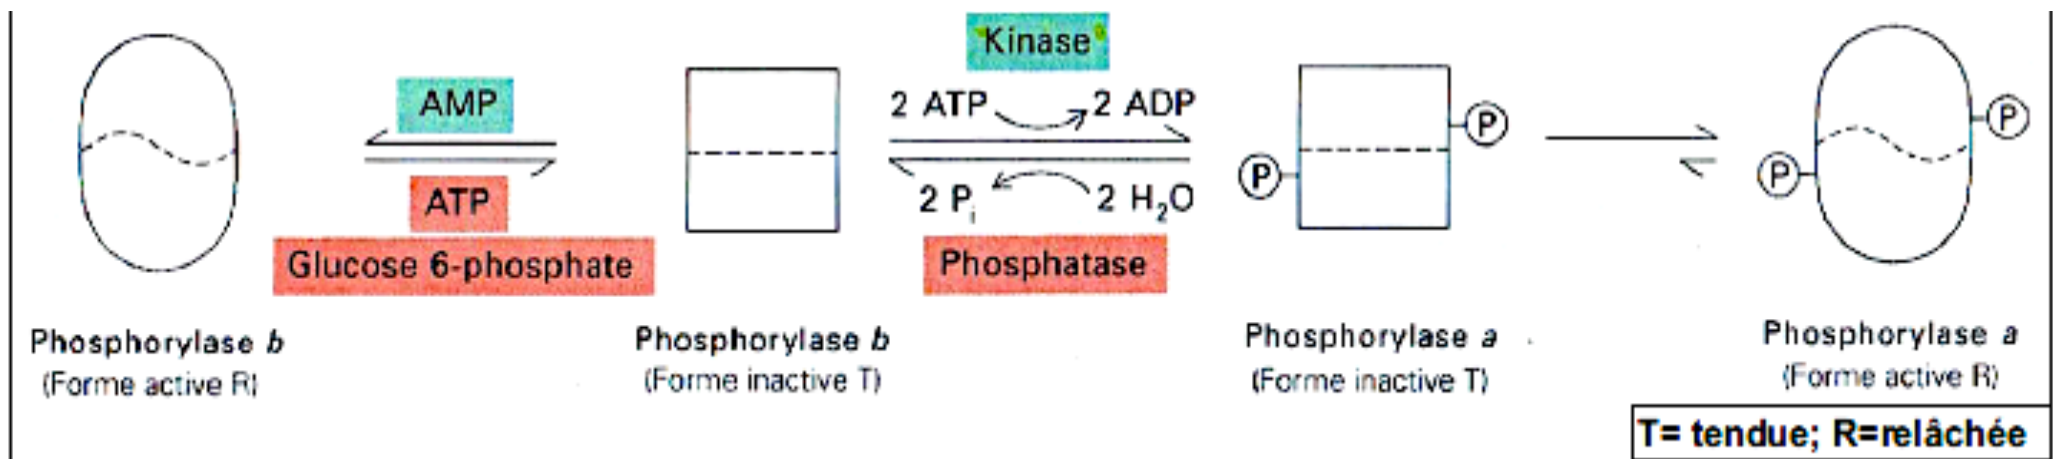 Kinase
AMP
2 ATP 2 ADP
P
P
P
P
ATP
2 Pi 2 H2O
Glucose 6-phosphate
Phosphatase
Phosphorylase b
(Forme active R)
Phosphorylase b
(Forme inactive T)
Phosphorylase a
(Forme inactive T)
Phosphorylase a
(Forme active R)
T= tendue; R=relâchée